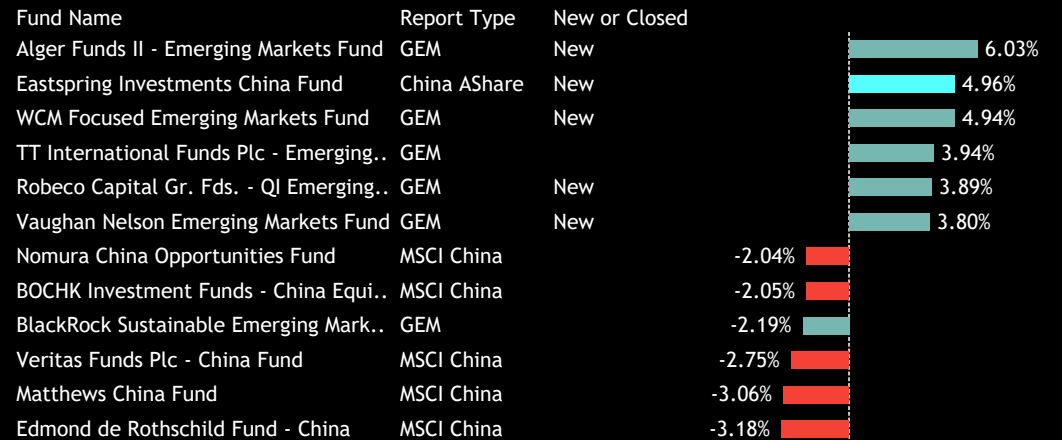 Fund Name Report Type New or Closed
Alger Funds II - Emerging Markets Fund GEM New 6.03%
Eastspring Investments China Fund China AShare New 4.96%
WCM Focused Emerging Markets Fund GEM New 4.94%
TT International Funds Plc - Emerging.. GEM 3.94%
Robeco Capital Gr. Fds. - QI Emerging.. GEM New 3.89%
Vaughan Nelson Emerging Markets Fund GEM New 3.80%
Nomura China Opportunities Fund MSCI China -2.04%
BOCHK Investment Funds - China Equi.. MSCI China -2.05%
BlackRock Sustainable Emerging Mark.. GEM -2.19%
Veritas Funds Plc - China Fund MSCI China -2.75%
Matthews China Fund MSCI China -3.06%
Edmond de Rothschild Fund - China MSCI China -3.18%